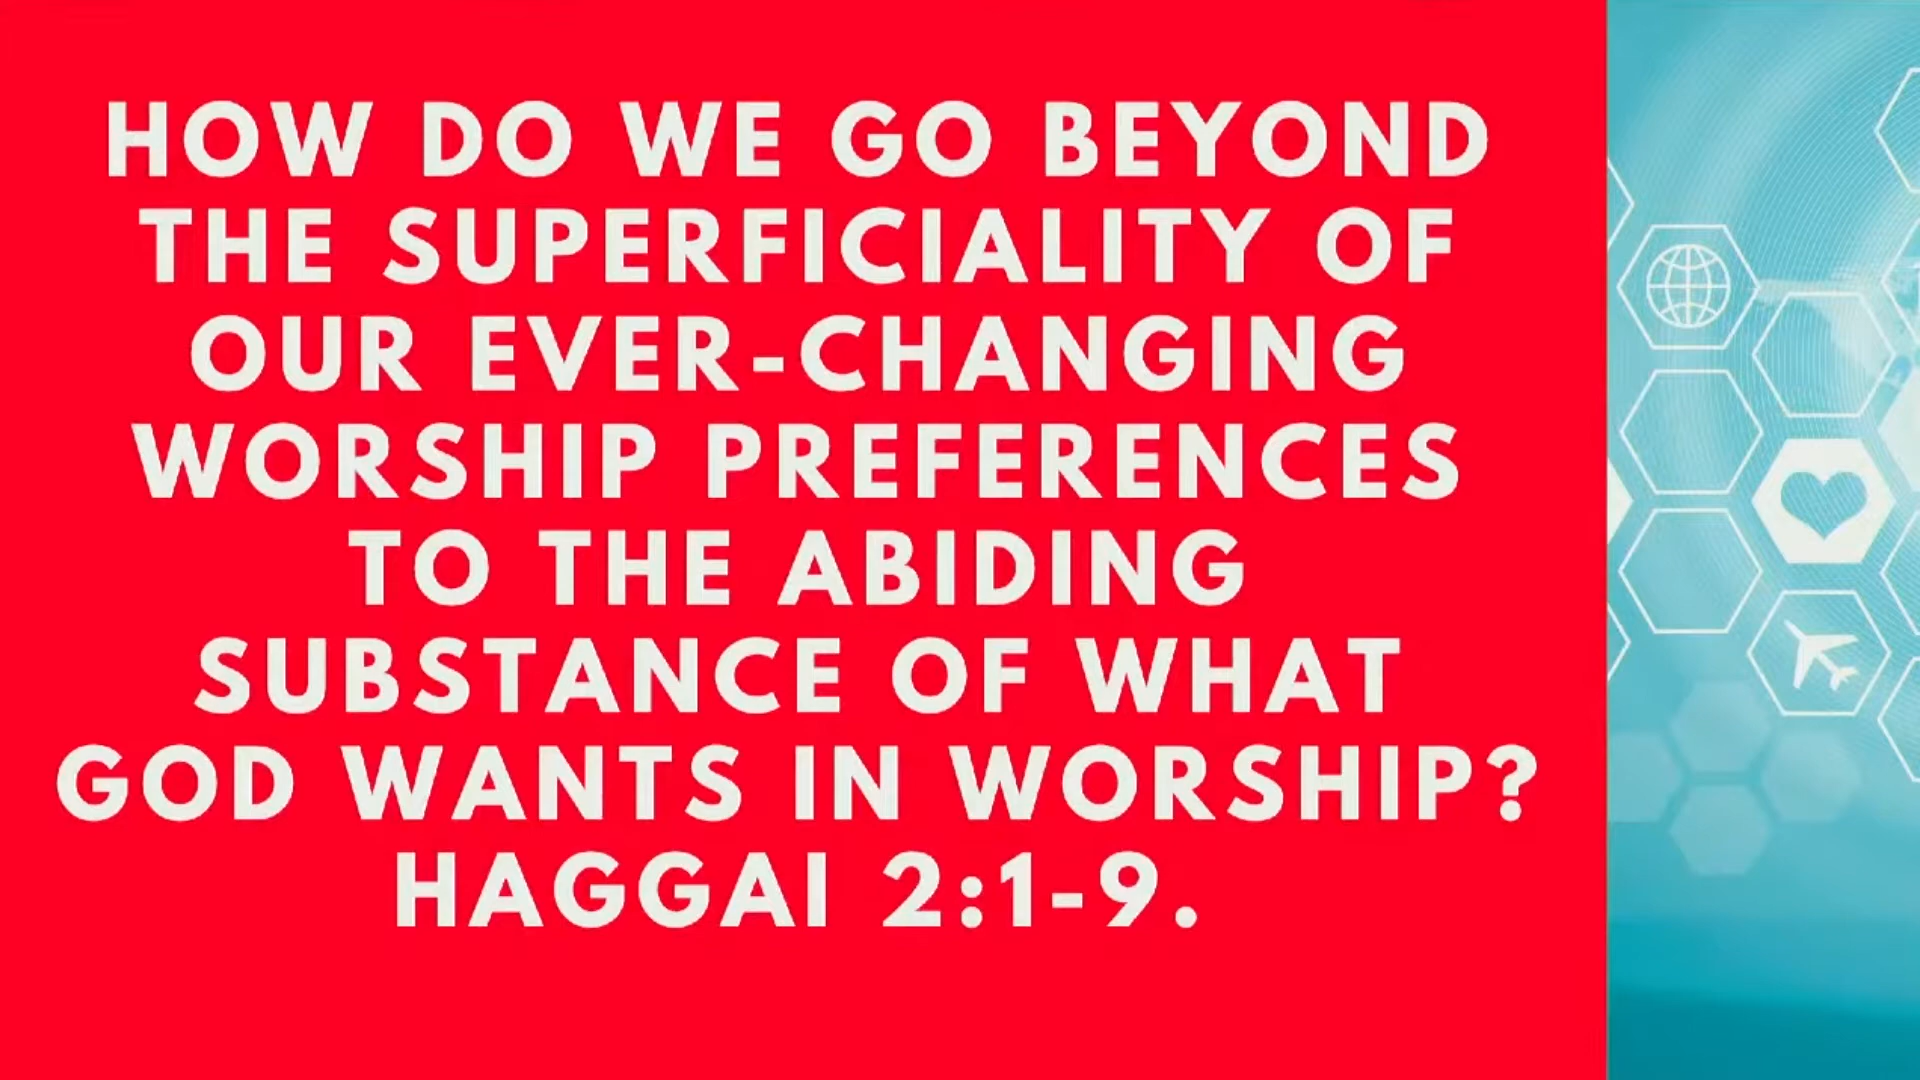 HOW DO WE GO BEYOND
THE SUPERFICIALITY OF
OUR EVER-CHANGING
WORSHIP PREFERENCES
TO THE ABIDING
SUBSTANCE OF WHAT
GOD WANTS IN WORSHIP?
HAGGAI 2:1-9.